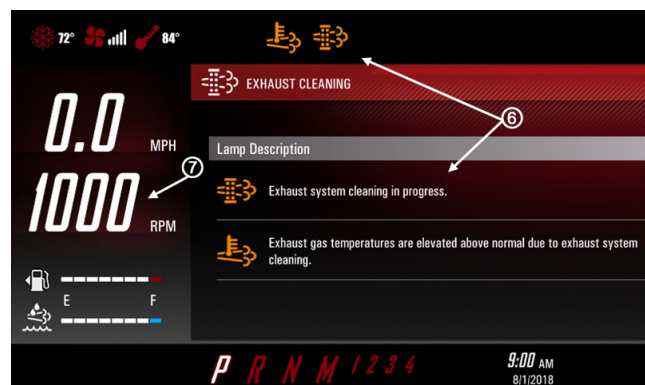 72° 84°
EXHAUST CLEANING
⑥
0.0 MPH
Lamp Description
⑦
Exhaust system cleaning in progress.
1000 RPM
Exhaust gas temperatures are elevated above normal due to exhaust system
cleaning.
E F
P R N M 1 2 3 4
9:00 AM
8/1/2018